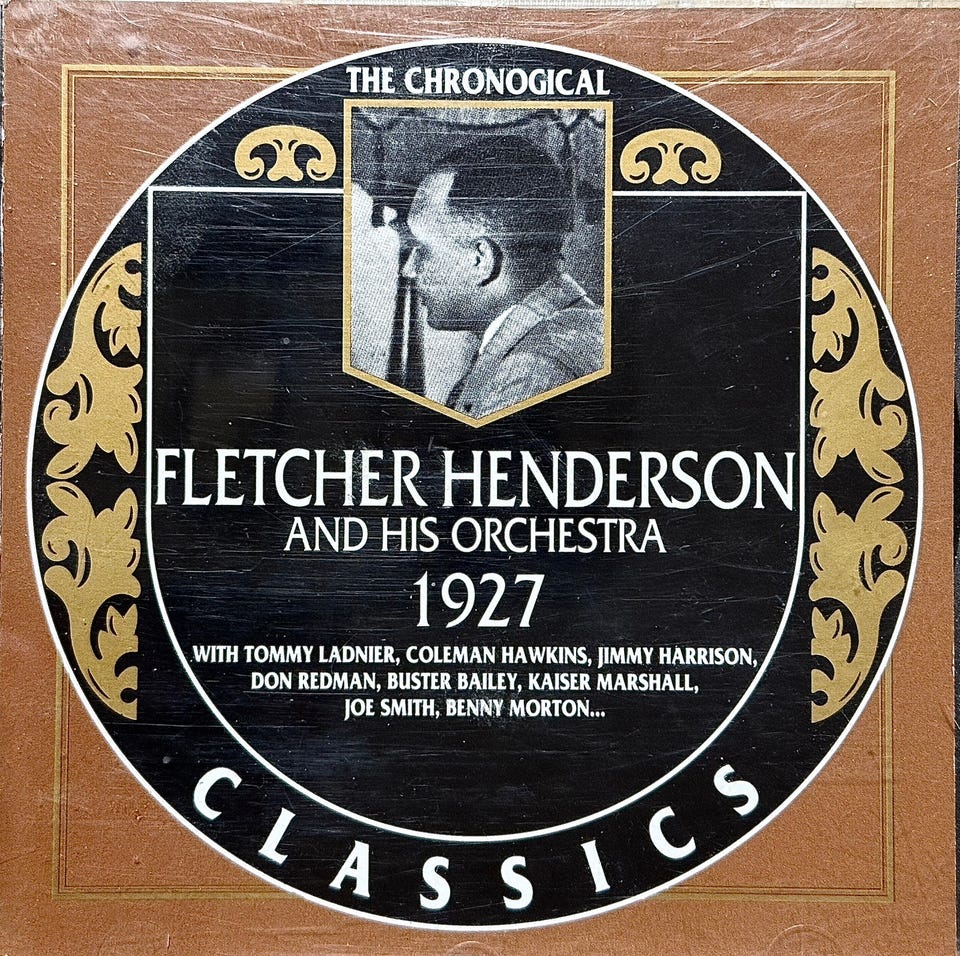 THE CHRONOGICAL
FLETCHER HENDERSON
AND HIS ORCHESTRA
1927
WITH TOMMY LADNIER, COLEMAN HAWKINS, JIMMY HARRISON,
DON REDMAN, BUSTER BAILEY, KAISER MARSHALL,
JOE SMITH, BENNY MORTON...
CLASSICS